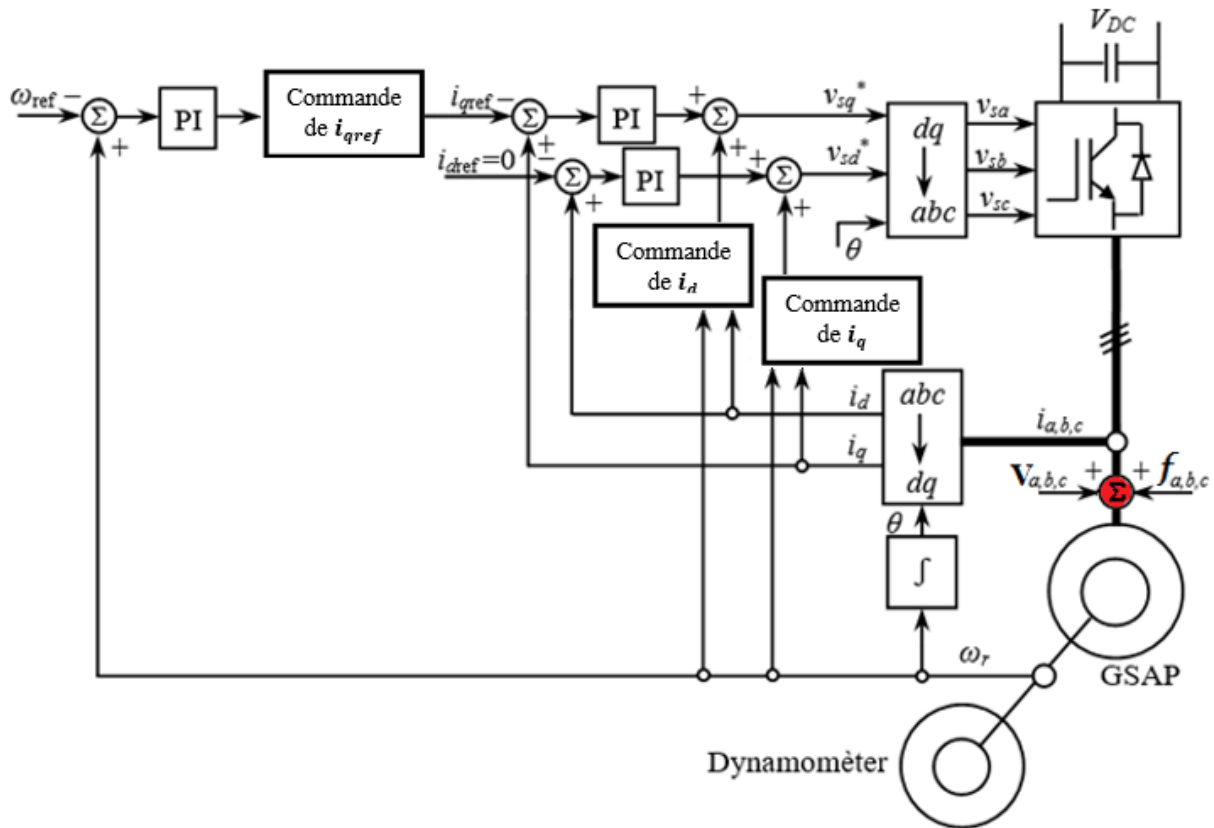 V_DC
ω_ref − Σ + PI
Commande
de i_qref
i_qref − Σ + PI + Σ + v_sq*
i_dref=0 − Σ + PI + Σ + v_sd*
dq
abc
θ
v_sa
v_sb
v_sc
Commande
de i_d
Commande
de i_q
i_d
i_q
abc
dq
i_a,b,c
V_a,b,c + Σ + f_a,b,c
θ
∫
ω_r
GSAP
Dynamomèter